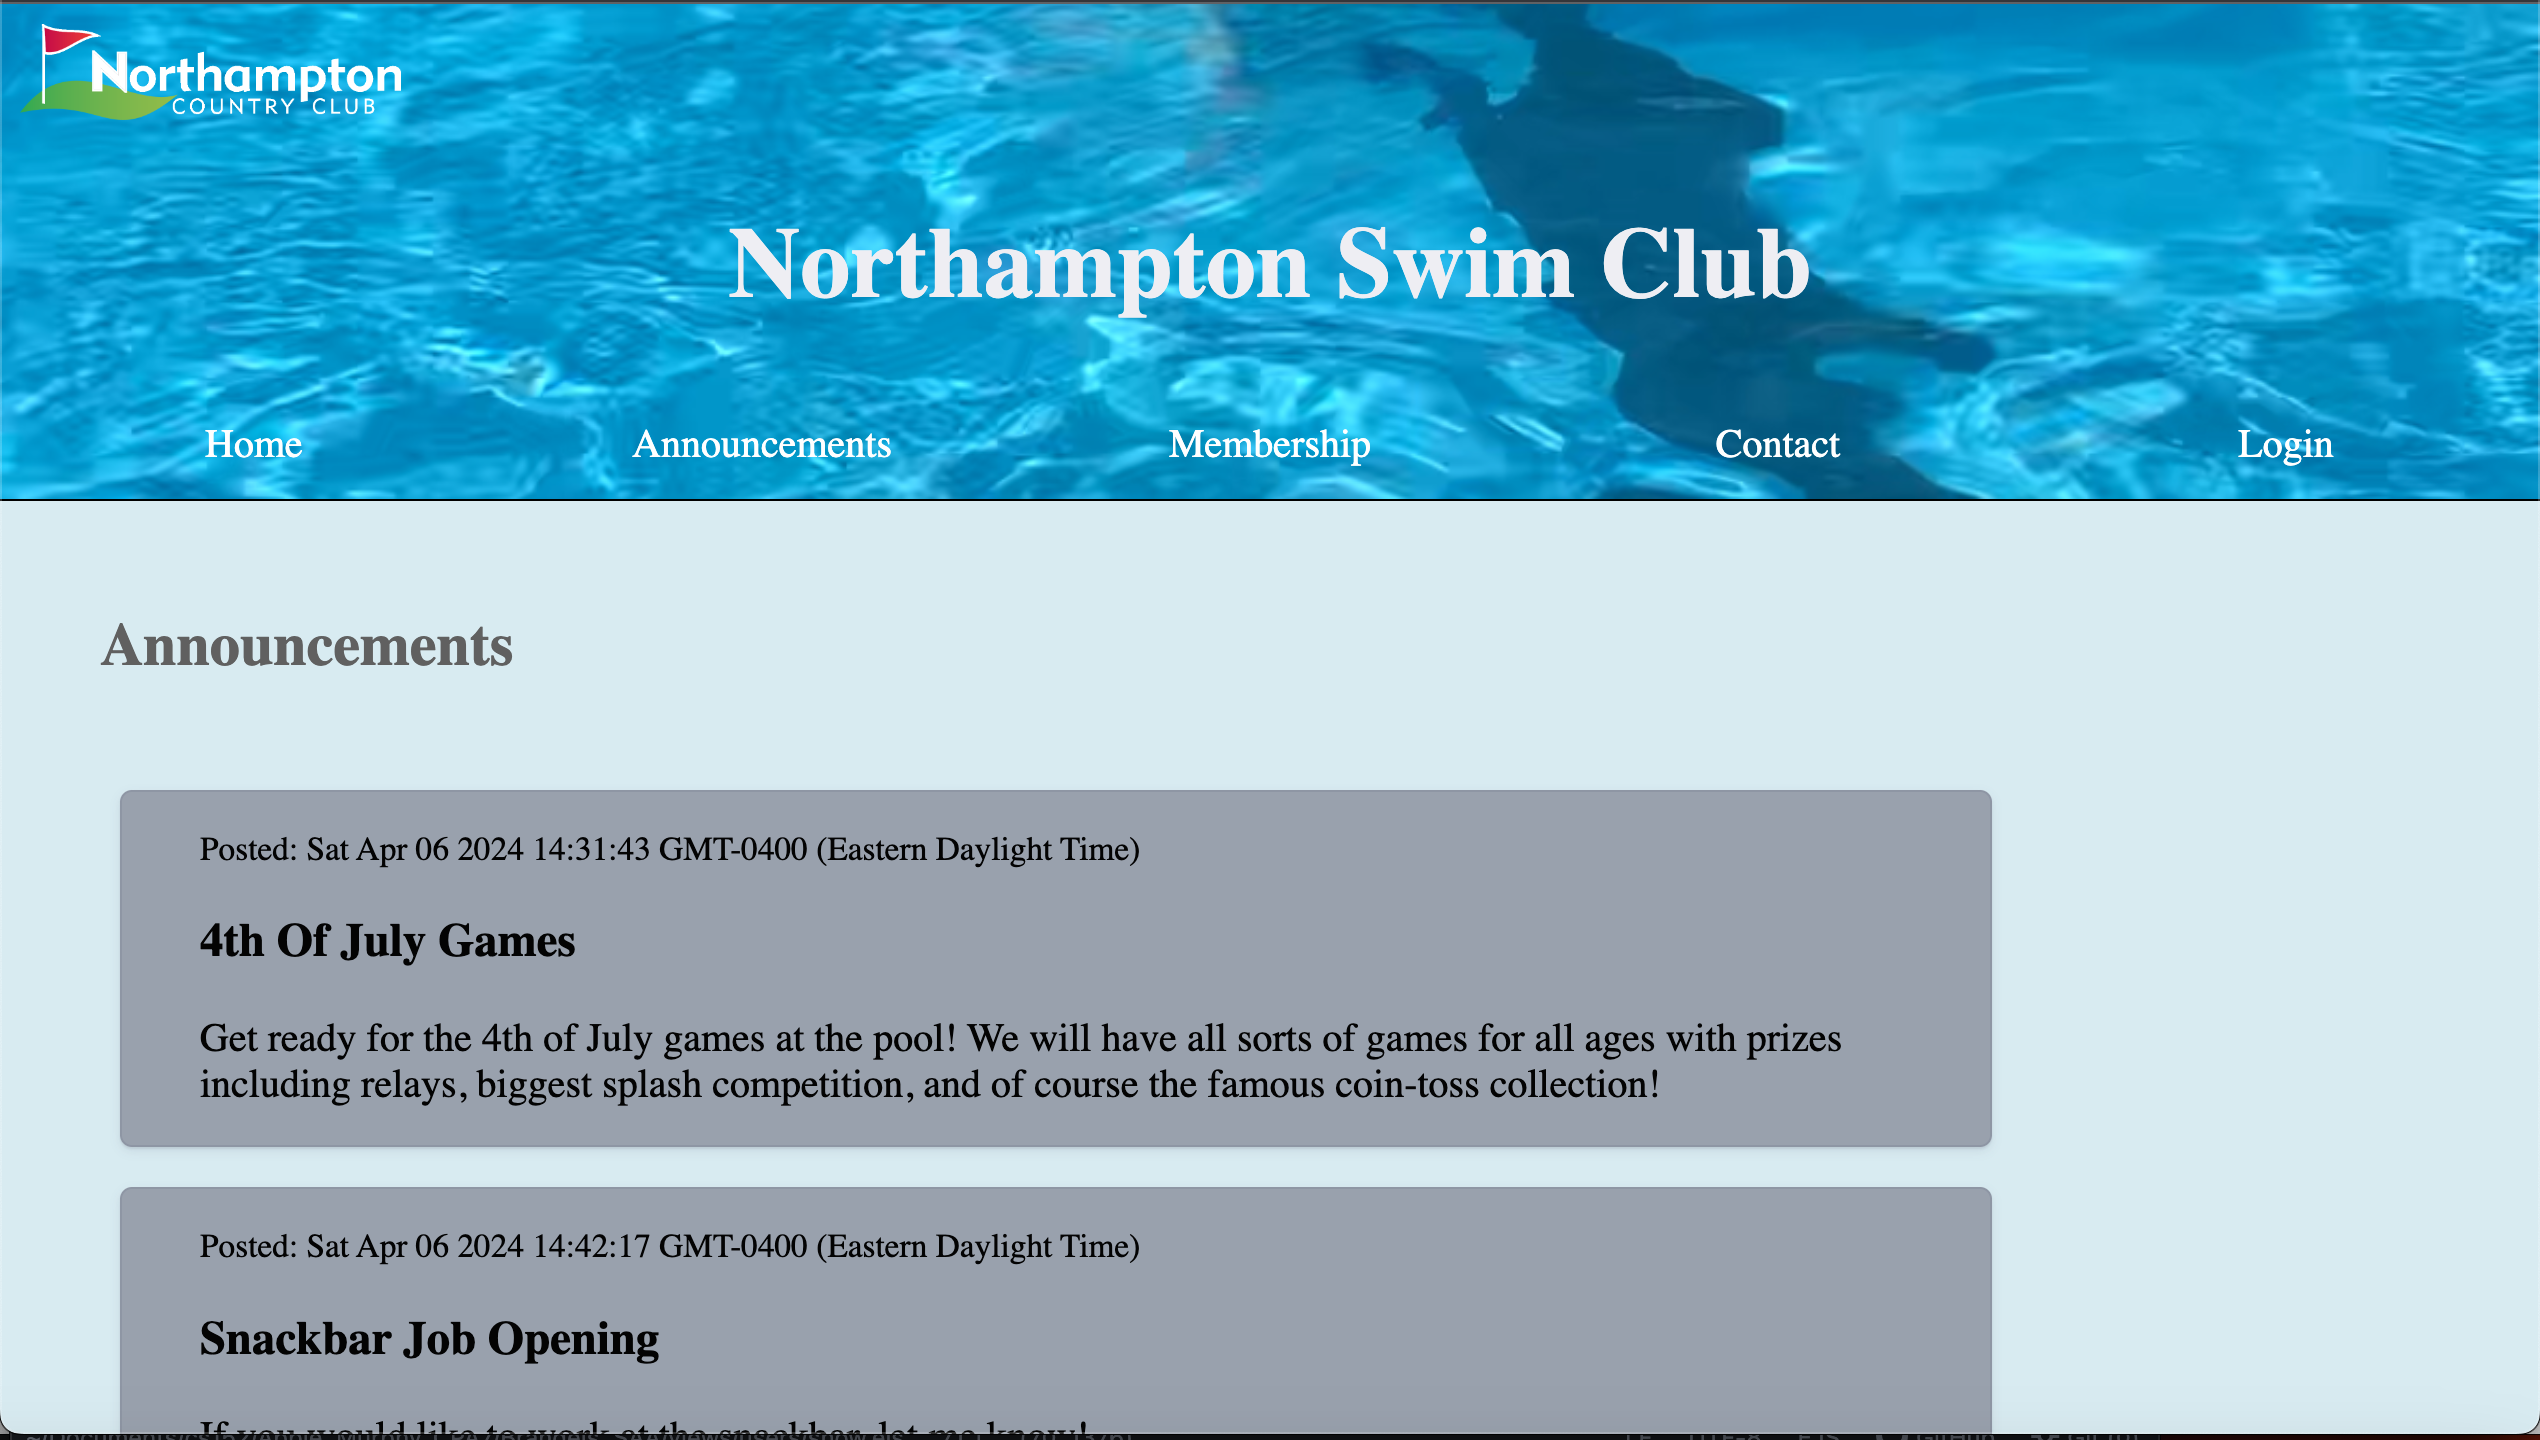 Northampton
COUNTRY CLUB
Northampton Swim Club
Home Announcements Membership Contact Login
Announcements
Posted: Sat Apr 06 2024 14:31:43 GMT-0400 (Eastern Daylight Time)
4th Of July Games
Get ready for the 4th of July games at the pool! We will have all sorts of games for all ages with prizes
including relays, biggest splash competition, and of course the famous coin-toss collection!
Posted: Sat Apr 06 2024 14:42:17 GMT-0400 (Eastern Daylight Time)
Snackbar Job Opening
If you would like to work at the snackbar, let me know!